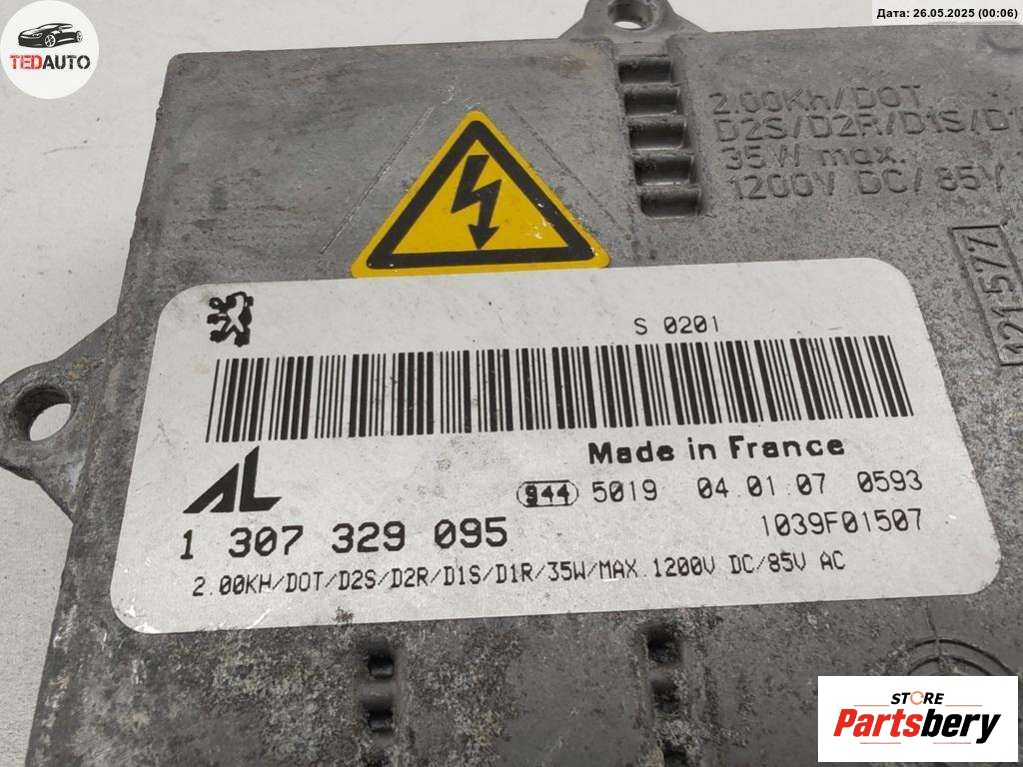 Дата: 26.05.2025 (00:06)
TEDAUTO
2.00Kh/DOT
D2S/D2R/D1S/D1
35W max.
1200V DC/85V
021577
S 0201
Made in France
AL
944 5019 04 01 07 0593
1 307 329 095
1039F01507
2.00KH/DOT/D2S/D2R/D1S/D1R/35W/MAX 1200V DC/85V AC
STORE
Partsbery